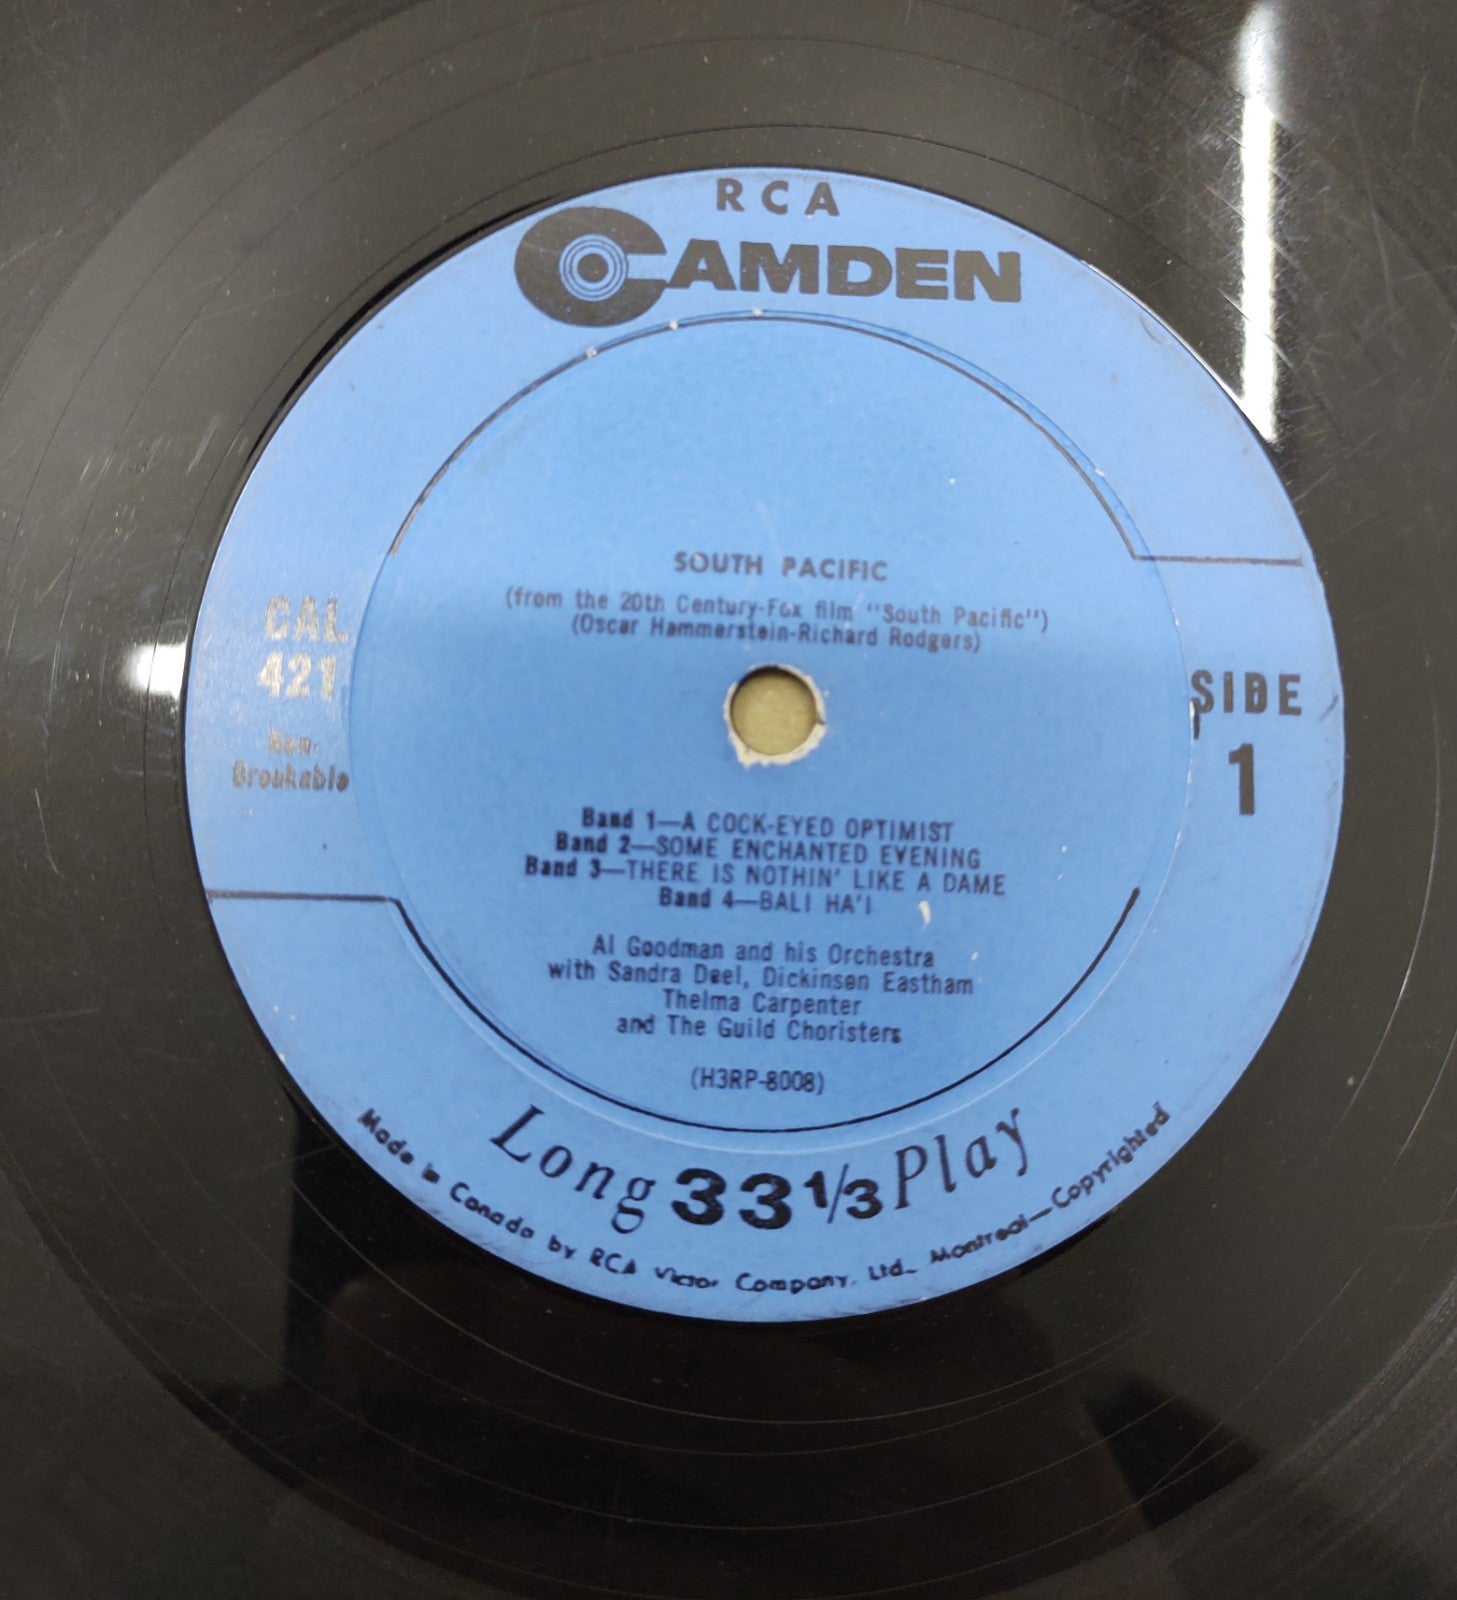 RCA
CAMDEN
SOUTH PACIFIC
(from the 20th Century-Fox film "South Pacific")
(Oscar Hammerstein-Richard Rodgers)
CAL
421
Non-
Breakable
SIDE
1
Band 1—A COCK-EYED OPTIMIST
Band 2—SOME ENCHANTED EVENING
Band 3—THERE IS NOTHIN' LIKE A DAME
Band 4—BALI HA'I
Al Goodman and his Orchestra
with Sandra Deel, Dickinson Eastham
Thelma Carpenter
and The Guild Choristers
(H3RP-8008)
Long 33 1/3 Play
Made in Canada by RCA Victor Company, Ltd., Montreal—Copyrighted